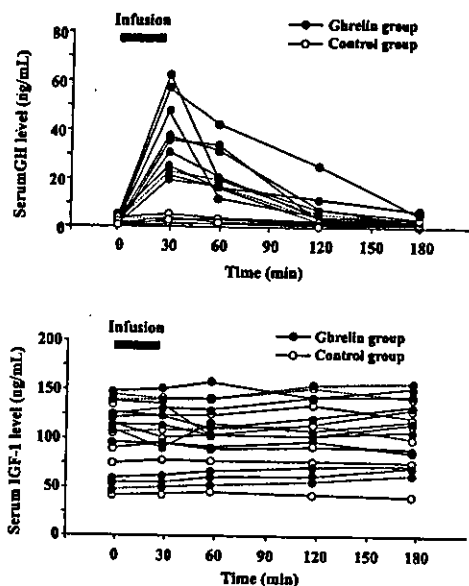 Infusion
Ghrelin group
Control group
80
60
40
20
0
Serum GH level (ng/mL)
0 30 60 90 120 150 180
Time (min)
Infusion
Ghrelin group
Control group
200
150
100
50
0
Serum IGF-1 level (ng/mL)
0 30 60 90 120 150 180
Time (min)